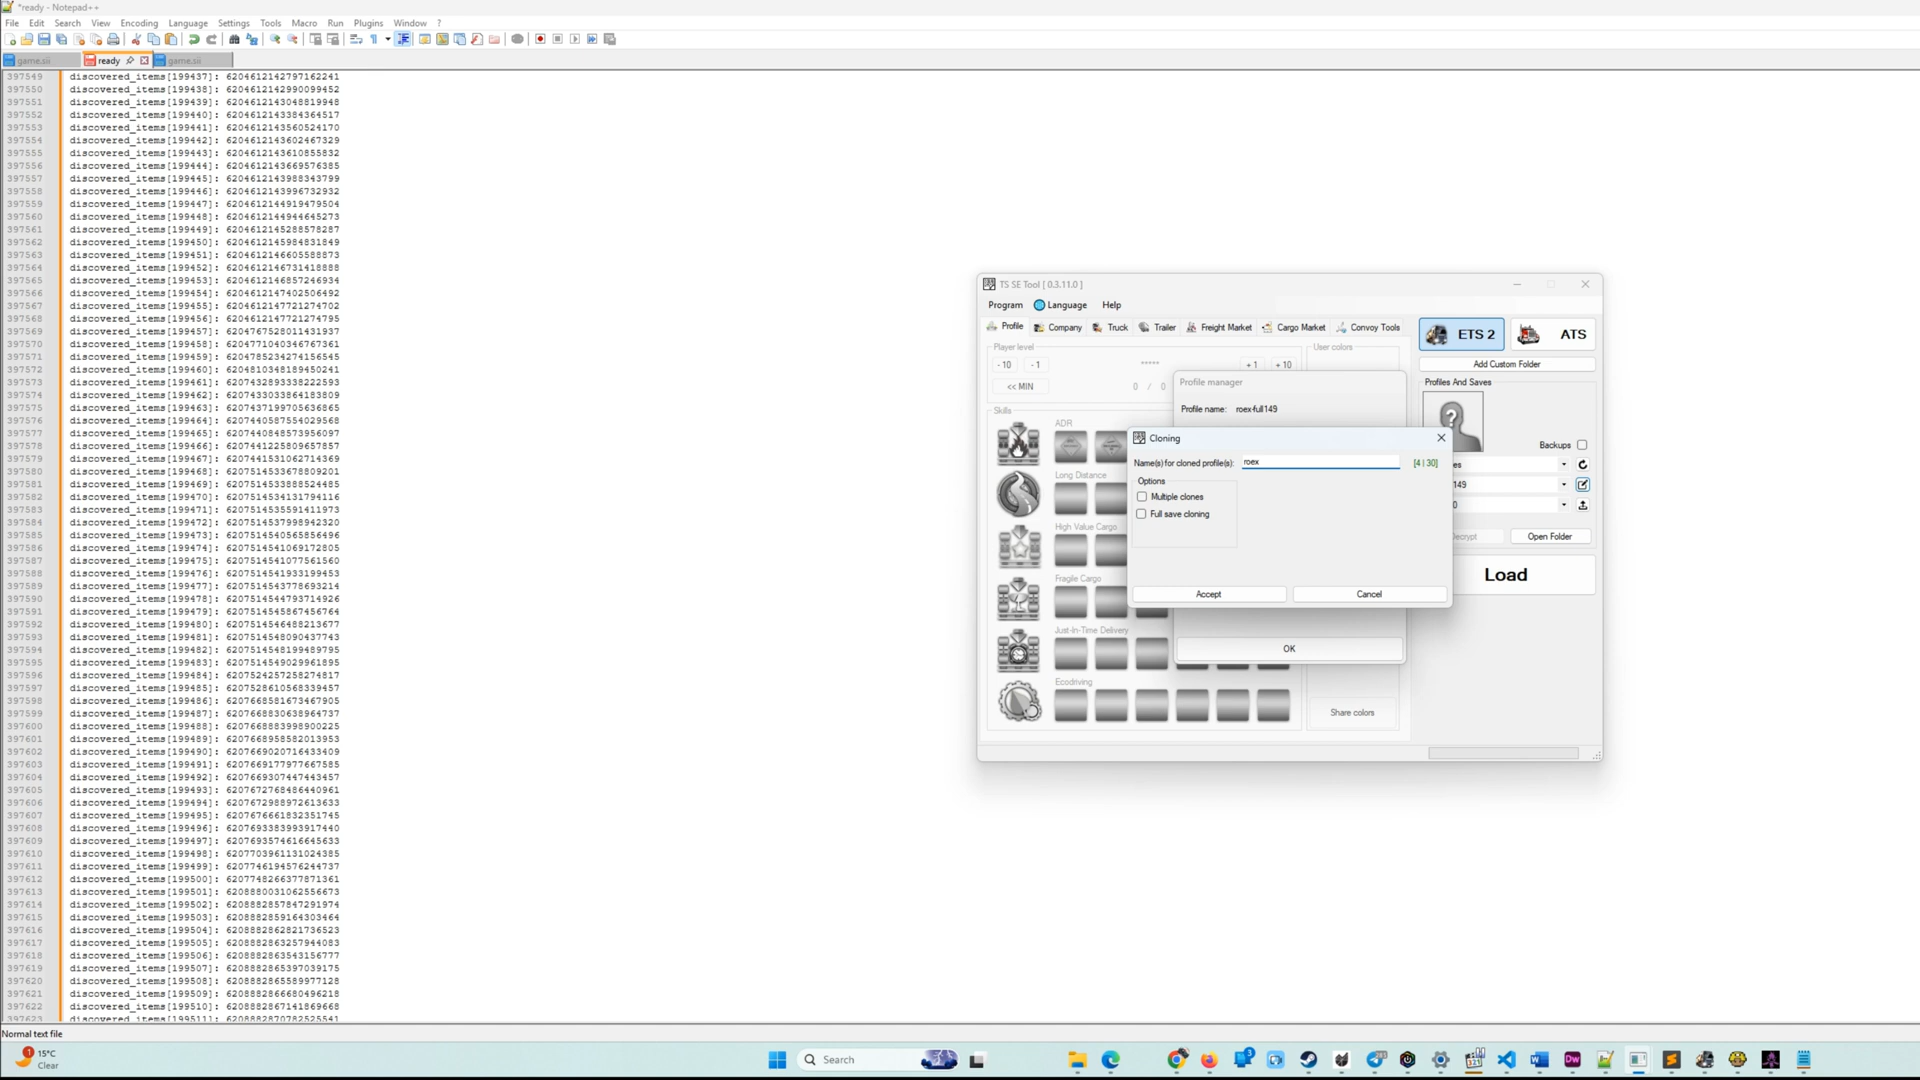 *ready - Notepad++
File Edit Search View Encoding Language Settings Tools Macro Run Plugins Window ?
game.sii ready game.sii
397549 discovered_items[199437]: 6204612142797162241
397550 discovered_items[199438]: 6204612142990099452
397551 discovered_items[199439]: 6204612143048819948
397552 discovered_items[199440]: 6204612143384364517
397553 discovered_items[199441]: 6204612143560524170
397554 discovered_items[199442]: 6204612143602467329
397555 discovered_items[199443]: 6204612143610855832
397556 discovered_items[199444]: 6204612143669576385
397557 discovered_items[199445]: 6204612143988343799
397558 discovered_items[199446]: 6204612143996732932
397559 discovered_items[199447]: 6204612144919479504
397560 discovered_items[199448]: 6204612144944645273
397561 discovered_items[199449]: 6204612145288578287
397562 discovered_items[199450]: 6204612145984831849
397563 discovered_items[199451]: 6204612146605588873
397564 discovered_items[199452]: 6204612146731418888
397565 discovered_items[199453]: 6204612146857246934
397566 discovered_items[199454]: 6204612147402506492
397567 discovered_items[199455]: 6204612147721274702
397568 discovered_items[199456]: 6204612147721274795
397569 discovered_items[199457]: 6204767528011431937
397570 discovered_items[199458]: 6204771040346767361
397571 discovered_items[199459]: 6204785234274156545
397572 discovered_items[199460]: 6204810348189450241
397573 discovered_items[199461]: 6207432893338222593
397574 discovered_items[199462]: 6207433033864183809
397575 discovered_items[199463]: 6207437199705636865
397576 discovered_items[199464]: 6207440587554029568
397577 discovered_items[199465]: 6207440848573956097
397578 discovered_items[199466]: 6207441225809657857
397579 discovered_items[199467]: 6207441531062714369
397580 discovered_items[199468]: 6207514533678809201
397581 discovered_items[199469]: 6207514533888524485
397582 discovered_items[199470]: 6207514534131794116
397583 discovered_items[199471]: 6207514535591411973
397584 discovered_items[199472]: 6207514537998942320
397585 discovered_items[199473]: 6207514540565856496
397586 discovered_items[199474]: 6207514541069172805
397587 discovered_items[199475]: 6207514541077561560
397588 discovered_items[199476]: 6207514541933199453
397589 discovered_items[199477]: 6207514543778693214
397590 discovered_items[199478]: 6207514544793714926
397591 discovered_items[199479]: 6207514545867456764
397592 discovered_items[199480]: 6207514546488213677
397593 discovered_items[199481]: 6207514548090437743
397594 discovered_items[199482]: 6207514548199489795
397595 discovered_items[199483]: 6207514549029961895
397596 discovered_items[199484]: 6207524257258274817
397597 discovered_items[199485]: 6207528610568339457
397598 discovered_items[199486]: 6207668581673467905
397599 discovered_items[199487]: 6207668830638964737
397600 discovered_items[199488]: 6207668883998900225
397601 discovered_items[199489]: 6207668958582013953
397602 discovered_items[199490]: 6207669020716433409
397603 discovered_items[199491]: 6207669177977667585
397604 discovered_items[199492]: 6207669307447443457
397605 discovered_items[199493]: 6207672768486440961
397606 discovered_items[199494]: 6207672988972613633
397607 discovered_items[199495]: 6207676661832351745
397608 discovered_items[199496]: 6207693383993917440
397609 discovered_items[199497]: 6207693574616645633
397610 discovered_items[199498]: 6207703961131024385
397611 discovered_items[199499]: 6207746194576244737
397612 discovered_items[199500]: 6207748266377871361
397613 discovered_items[199501]: 6208880031062556673
397614 discovered_items[199502]: 6208882857847291974
397615 discovered_items[199503]: 6208882859164303464
397616 discovered_items[199504]: 6208882862821736523
397617 discovered_items[199505]: 6208882863257944083
397618 discovered_items[199506]: 6208882863543156777
397619 discovered_items[199507]: 6208882865397039175
397620 discovered_items[199508]: 6208882865589977128
397621 discovered_items[199509]: 6208882866680496218
397622 discovered_items[199510]: 6208882867141869668
397623 discovered_items[199511]: 6208882870782525541
Normal text file
TS SE Tool [ 0.3.11.0 ]
Program Language Help
Profile Company Truck Trailer Freight Market Cargo Market Convoy Tools
ETS 2 ATS
Player level User colors
- 10 - 1 ***** + 1 + 10
<< MIN 0 / 0
Add Custom Folder
Profiles And Saves
Profile manager
Profile name: roex-full149
Skills
ADR
Long Distance
High Value Cargo
Fragile Cargo
Just-In-Time Delivery
Ecodriving
Backups
es
149
0
ecrypt Open Folder
Load
Cloning
Name(s) for cloned profile(s): roex [4 | 30]
Options
Multiple clones
Full save cloning
Accept Cancel
OK
Share colors
1 15°C
Clear
Search
3